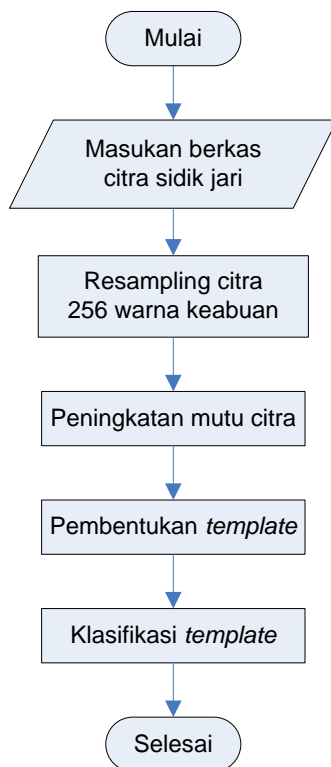 Mulai
Masukan berkas
citra sidik jari
Resampling citra
256 warna keabuan
Peningkatan mutu citra
Pembentukan template
Klasifikasi template
Selesai